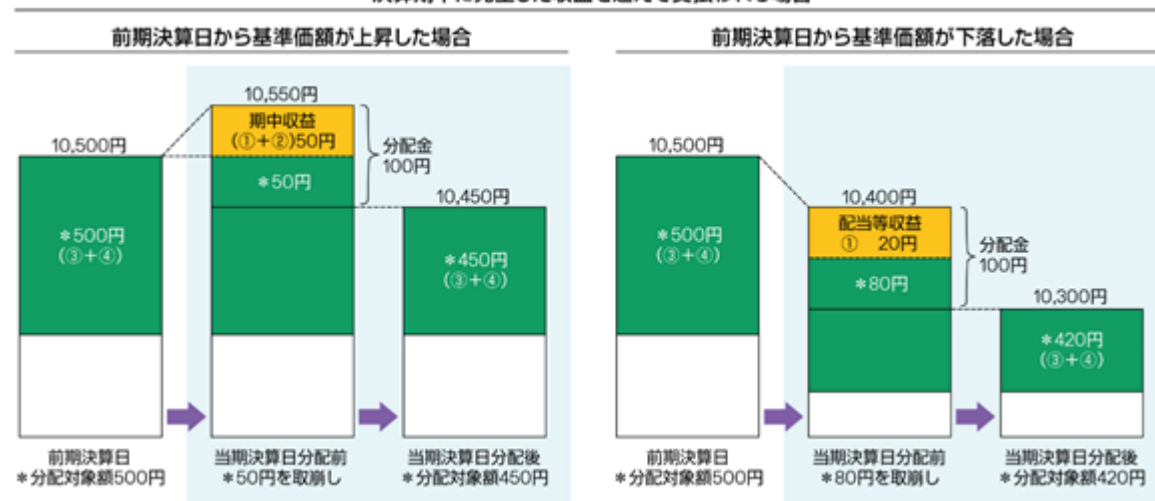 前期決算日から基準価額が上昇した場合
10,500円
＊500円
(③+④)
10,550円
期中収益
(①+②)50円
＊50円
分配金
100円
10,450円
＊450円
(③+④)
前期決算日
＊分配対象額500円
当期決算日分配前
＊50円を取崩し
当期決算日分配後
＊分配対象額450円
前期決算日から基準価額が下落した場合
10,500円
＊500円
(③+④)
10,400円
配当等収益
① 20円
＊80円
分配金
100円
10,300円
＊420円
(③+④)
前期決算日
＊分配対象額500円
当期決算日分配前
＊80円を取崩し
当期決算日分配後
＊分配対象額420円